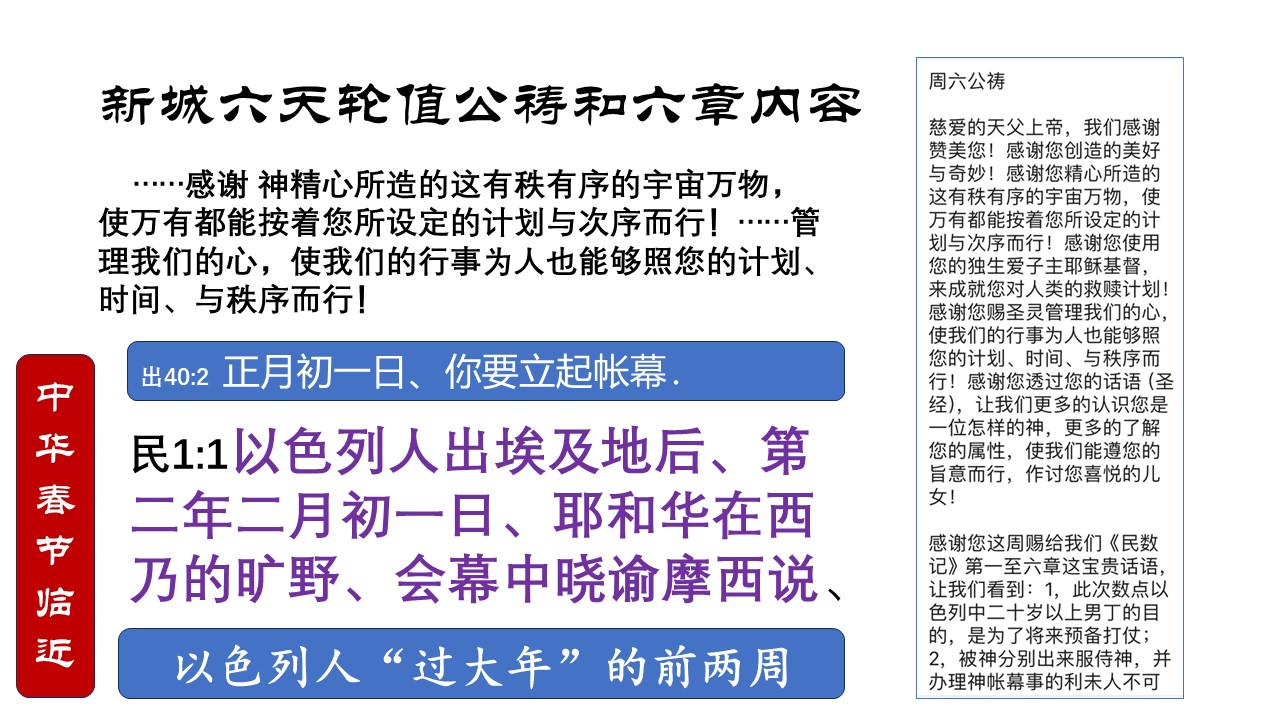 新城六天轮值公祷和六章内容
……感谢 神精心所造的这有秩有序的宇宙万物，
使万有都能按着您所设定的计划与次序而行！……管
理我们的心，使我们的行事为人也能够照您的计划、
时间、与秩序而行！
出40:2 正月初一日、你要立起帐幕.
民1:1以色列人出埃及地后、第
二年二月初一日、耶和华在西
乃的旷野、会幕中晓谕摩西说、
以色列人“过大年”的前两周
中
华
春
节
临
近
周六公祷
慈爱的天父上帝，我们感谢
赞美您！感谢您创造的美好
与奇妙！感谢您精心所造的
这有秩有序的宇宙万物，使
万有都能按着您所设定的计
划与次序而行！感谢您使用
您的独生爱子主耶稣基督，
来成就您对人类的救赎计划！
感谢您赐圣灵管理我们的心，
使我们的行事为人也能够照
您的计划、时间、与秩序而
行！感谢您透过您的话语（圣
经），让我们更多的认识您是
一位怎样的神，更多的了解
您的属性，使我们能遵您的
旨意而行，作讨您喜悦的儿
女！
感谢您这周赐给我们《民数
记》第一至六章这宝贵话语，
让我们看到：1，此次数点以
色列中二十岁以上男丁的目
的，是为了将来预备打仗；
2，被神分别出来服侍神，并
办理神帐幕事的利未人不可